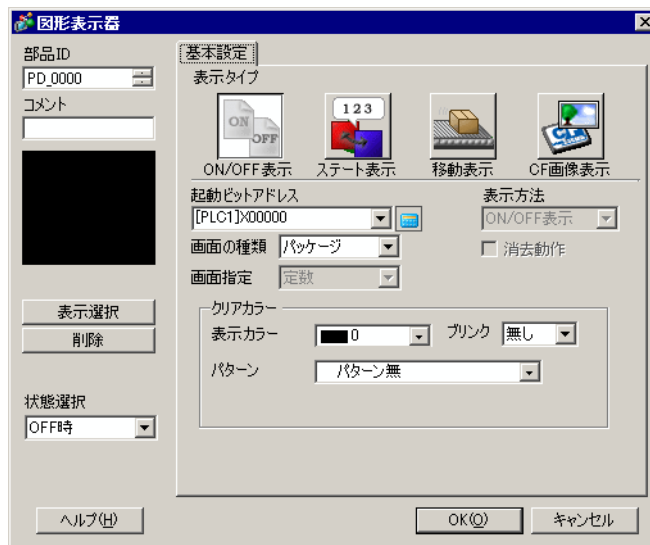 図形表示器
部品ID
PD_0000
コメント
表示選択
削除
状態選択
OFF時
基本設定
表示タイプ
ON
OFF
ON/OFF表示
123
ステート表示
移動表示
CF画像表示
起動ビットアドレス
[PLC1]X00000
表示方法
ON/OFF表示
画面の種類 パッケージ
消去動作
画面指定 定数
クリアカラー
表示カラー 0 ブリンク 無し
パターン パターン無
ヘルプ(H)
OK(O)
キャンセル